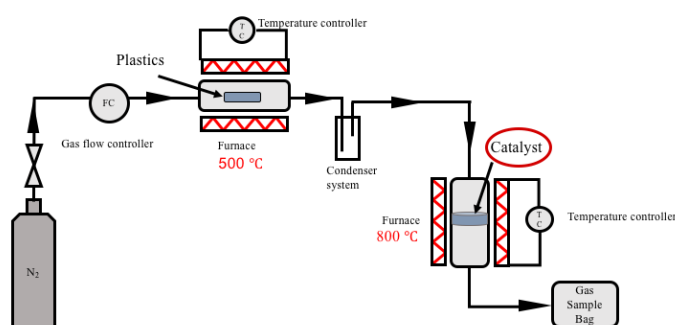 T
C
Temperature controller
Plastics
FC
Gas flow controller
Furnace
500 °C
Condenser
system
Catalyst
Furnace
800 °C
T
C
Temperature controller
N₂
Gas
Sample
Bag